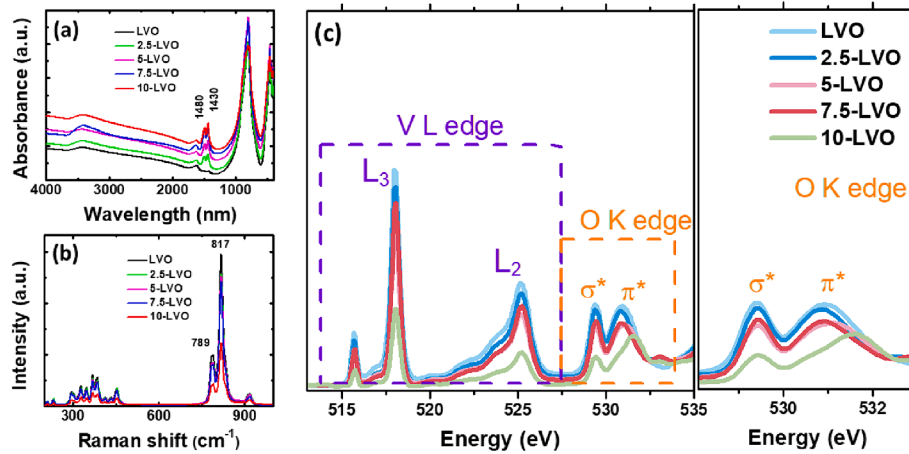 (a)
LVO
2.5-LVO
5-LVO
7.5-LVO
10-LVO
1480
1430
Absorbance (a.u.)
4000 3000 2000 1000
Wavelength (nm)
(b)
817
LVO
2.5-LVO
5-LVO
7.5-LVO
10-LVO
789
Intensity (a.u.)
300 600 900
Raman shift (cm⁻¹)
(c)
V L edge
L₃
L₂
O K edge
σ* π*
515 520 525 530
Energy (eV)
LVO
2.5-LVO
5-LVO
7.5-LVO
10-LVO
O K edge
σ* π*
535 530 532
Energy (eV)